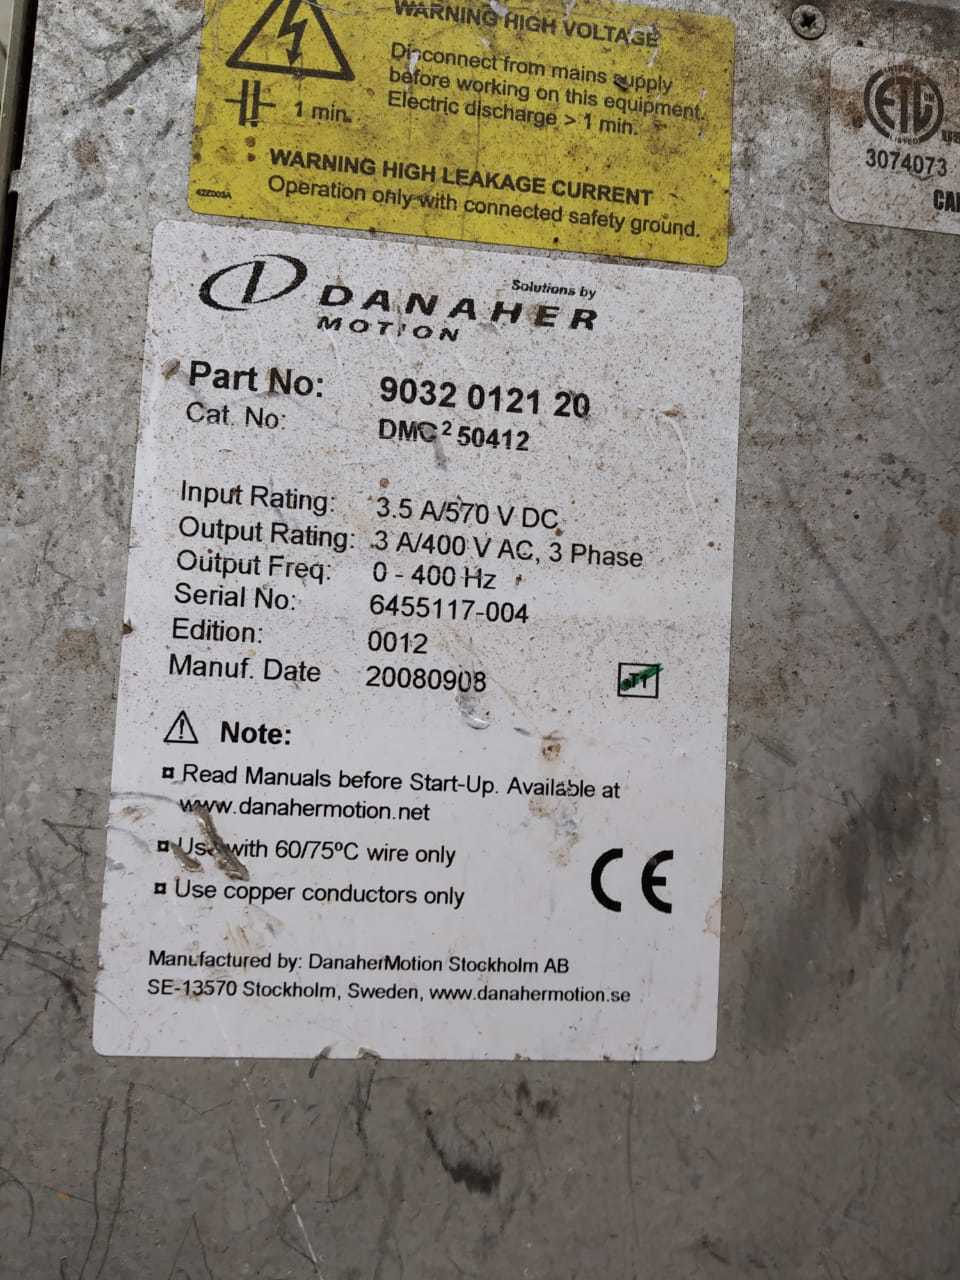 WARNING HIGH VOLTAGE
Disconnect from mains supply
before working on this equipment.
Electric discharge > 1 min.
1 min.
WARNING HIGH LEAKAGE CURRENT
Operation only with connected safety ground.
ETL
3074073
Solutions by
DANAHER
MOTION
Part No: 9032 0121 20
Cat. No: DMC² 50412
Input Rating: 3.5 A/570 V DC
Output Rating: 3 A/400 V AC, 3 Phase
Output Freq: 0 - 400 Hz
Serial No: 6455117-004
Edition: 0012
Manuf. Date 20080908
Note:
¤ Read Manuals before Start-Up. Available at
www.danahermotion.net
¤ Use with 60/75ºC wire only
¤ Use copper conductors only
CE
Manufactured by: DanaherMotion Stockholm AB
SE-13570 Stockholm, Sweden, www.danahermotion.se